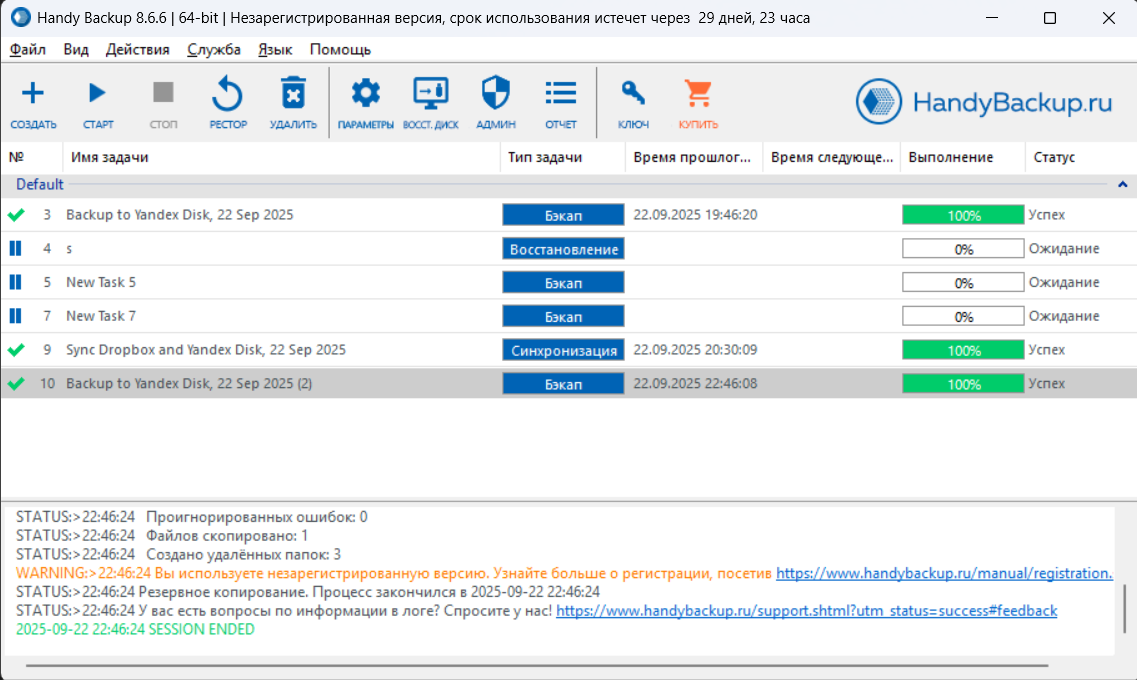 Handy Backup 8.6.6 | 64-bit | Незарегистрированная версия, срок использования истечет через 29 дней, 23 часа
Файл Вид Действия Служба Язык Помощь
СОЗДАТЬ СТАРТ СТОП РЕСТОР УДАЛИТЬ ПАРАМЕТРЫ ВОССТ. ДИСК АДМИН ОТЧЕТ КЛЮЧ КУПИТЬ HandyBackup.ru
№ Имя задачи Тип задачи Время прошлог... Время следующе... Выполнение Статус
Default
3 Backup to Yandex Disk, 22 Sep 2025 Бэкап 22.09.2025 19:46:20 100% Успех
4 s Восстановление 0% Ожидание
5 New Task 5 Бэкап 0% Ожидание
7 New Task 7 Бэкап 0% Ожидание
9 Sync Dropbox and Yandex Disk, 22 Sep 2025 Синхронизация 22.09.2025 20:30:09 100% Успех
10 Backup to Yandex Disk, 22 Sep 2025 (2) Бэкап 22.09.2025 22:46:08 100% Успех
STATUS:>22:46:24 Проигнорированных ошибок: 0
STATUS:>22:46:24 Файлов скопировано: 1
STATUS:>22:46:24 Создано удалённых папок: 3
WARNING:>22:46:24 Вы используете незарегистрированную версию. Узнайте больше о регистрации, посетив https://www.handybackup.ru/manual/registration.
STATUS:>22:46:24 Резервное копирование. Процесс закончился в 2025-09-22 22:46:24
STATUS:>22:46:24 У вас есть вопросы по информации в логе? Спросите у нас! https://www.handybackup.ru/support.shtml?utm_status=success#feedback
2025-09-22 22:46:24 SESSION ENDED